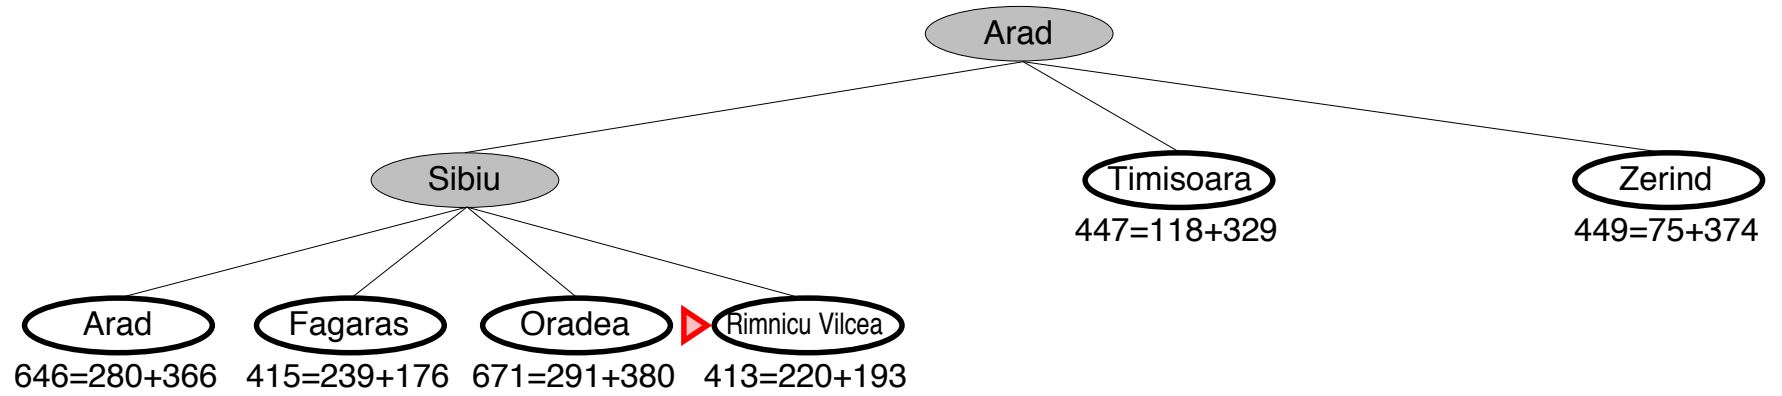 Arad
Sibiu
Timisoara
Zerind
447=118+329
449=75+374
Arad
Fagaras
Oradea
Rimnicu Vilcea
646=280+366
415=239+176
671=291+380
413=220+193